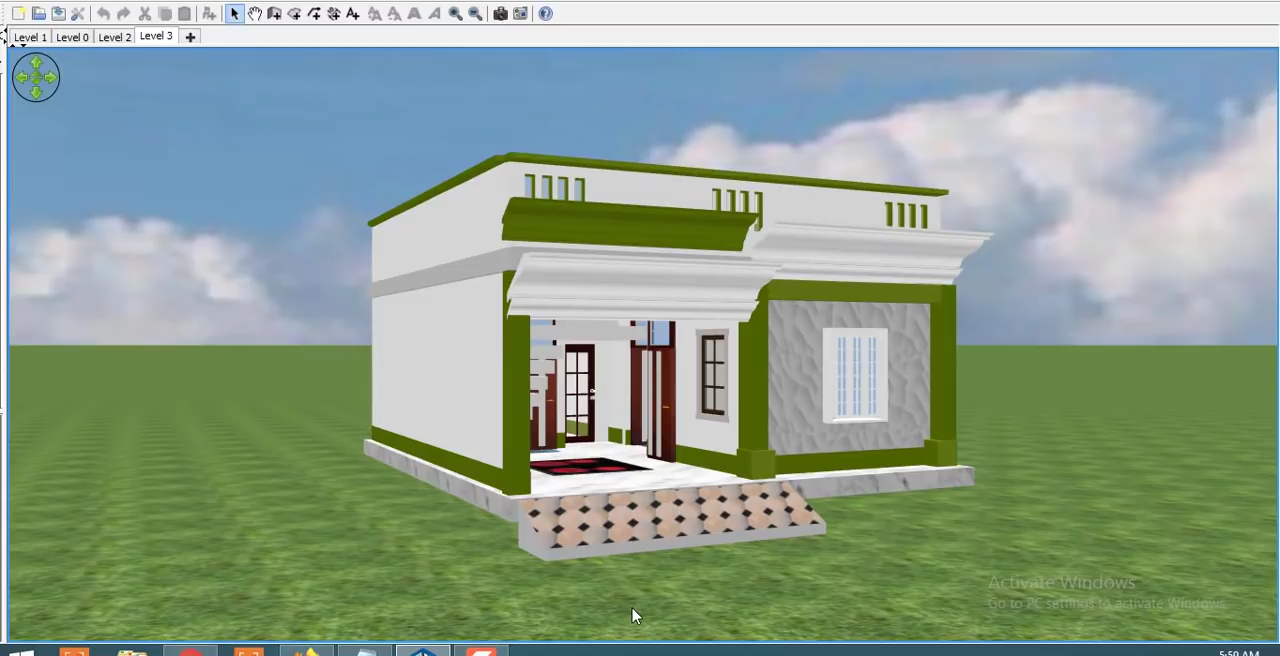 Level 1 Level 0 Level 2 Level 3
Activate Windows
Go to PC settings to activate Windows.
5:59 AM